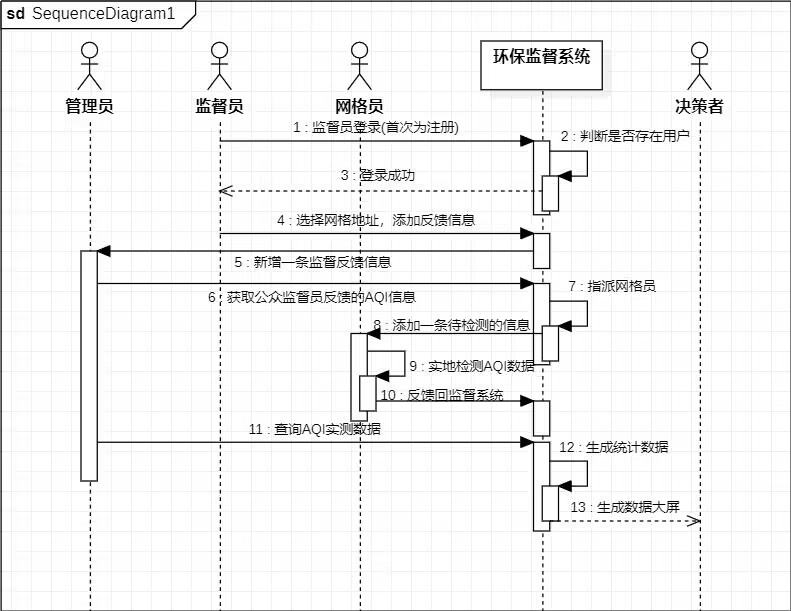 sd SequenceDiagram1
环保监督系统
管理员
监督员
网格员
决策者
1 : 监督员登录(首次为注册)
2 : 判断是否存在用户
3 : 登录成功
4 : 选择网格地址，添加反馈信息
5 : 新增一条监督反馈信息
6 : 获取公众监督员反馈的AQI信息
7 : 指派网格员
8 : 添加一条待检测的信息
9 : 实地检测AQI数据
10 : 反馈回监督系统
11 : 查询AQI实测数据
12 : 生成统计数据
13 : 生成数据大屏